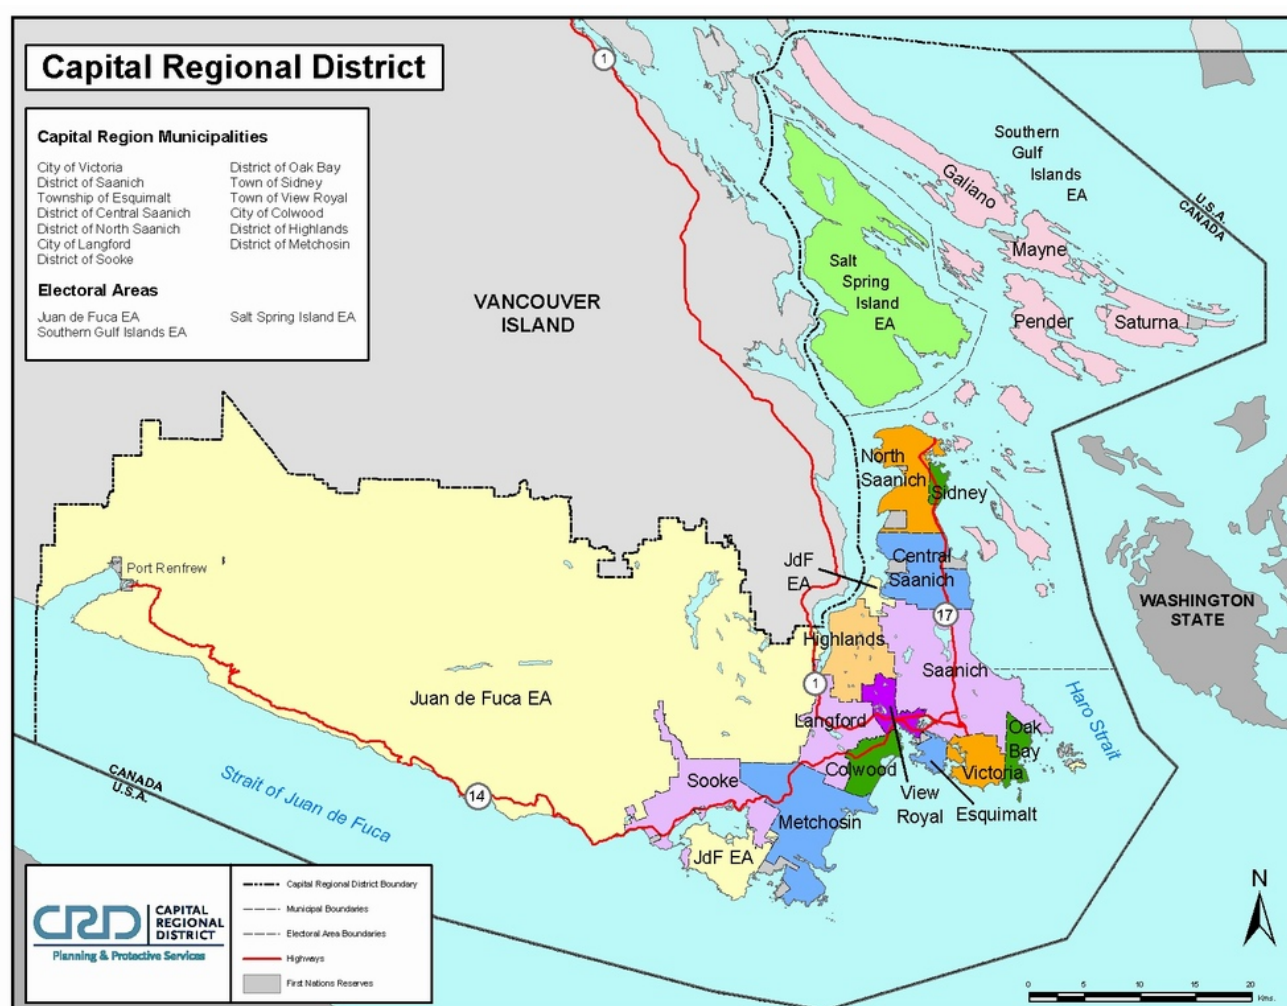 Capital Regional District
Capital Region Municipalities
City of Victoria
District of Saanich
Township of Esquimalt
District of Central Saanich
District of North Saanich
City of Langford
District of Sooke
District of Oak Bay
Town of Sidney
Town of View Royal
City of Colwood
District of Highlands
District of Metchosin
Electoral Areas
Juan de Fuca EA
Southern Gulf Islands EA
Salt Spring Island EA
1
VANCOUVER
ISLAND
Southern
Gulf
Islands
EA
Galiano
U.S.A.
CANADA
Mayne
Salt
Spring
Island
EA
Pender
Saturna
North
Saanich
Sidney
Central
Saanich
JdF
EA
Port Renfrew
WASHINGTON
STATE
17
Highlands
Saanich
1
Juan de Fuca EA
Langford
Oak
Bay
Haro Strait
Colwood
Victoria
Sooke
View
Royal
Esquimalt
Metchosin
JdF EA
14
CANADA
U.S.A.
Strait of Juan de Fuca
CRD
CAPITAL
REGIONAL
DISTRICT
Planning & Protective Services
Capital Regional District Boundary
Municipal Boundaries
Electoral Area Boundaries
Highways
First Nations Reserves
N
0 5 10 15 20
Kms.